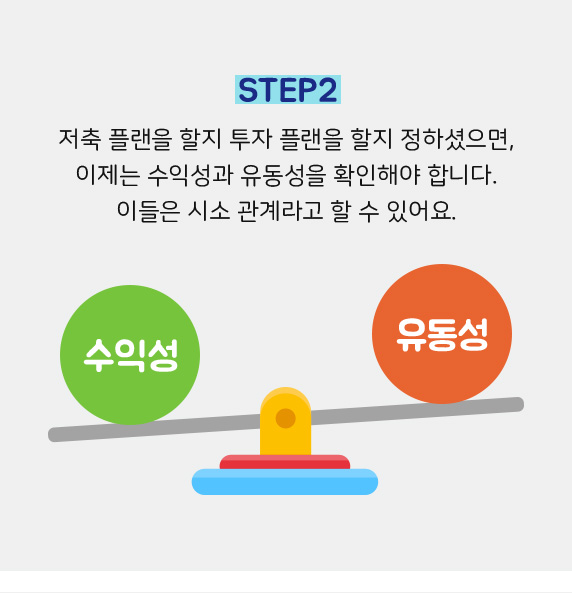 STEP2
저축 플랜을 할지 투자 플랜을 할지 정하셨으면,
이제는 수익성과 유동성을 확인해야 합니다.
이들은 시소 관계라고 할 수 있어요.
수익성
유동성